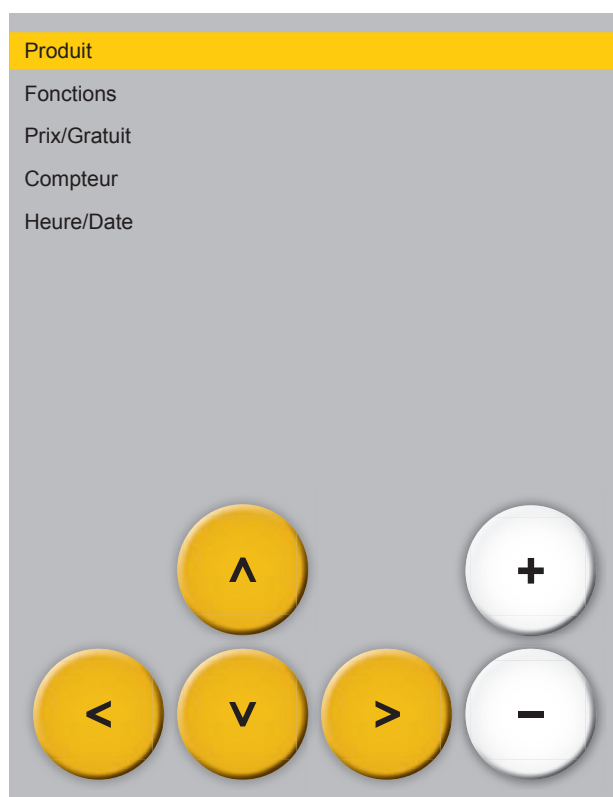 Produit
Fonctions
Prix/Gratuit
Compteur
Heure/Date
^ +
< v > −